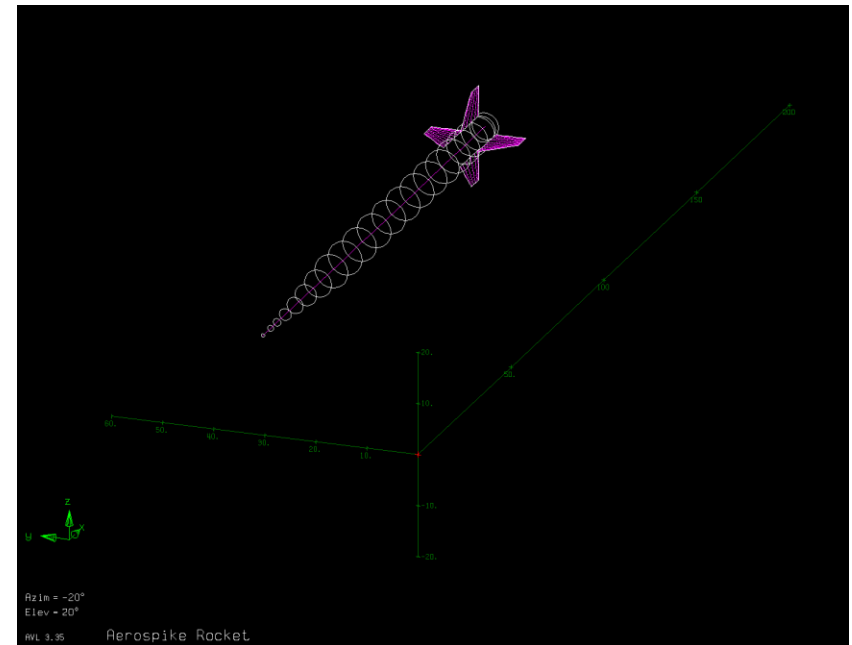 200
150
100
50.
20.
10.
60.
50.
40.
30.
20.
10.
-10.
-20.
z
x
y
Azim = -20°
Elev = 20°
AVL 3.35 Aerospike Rocket